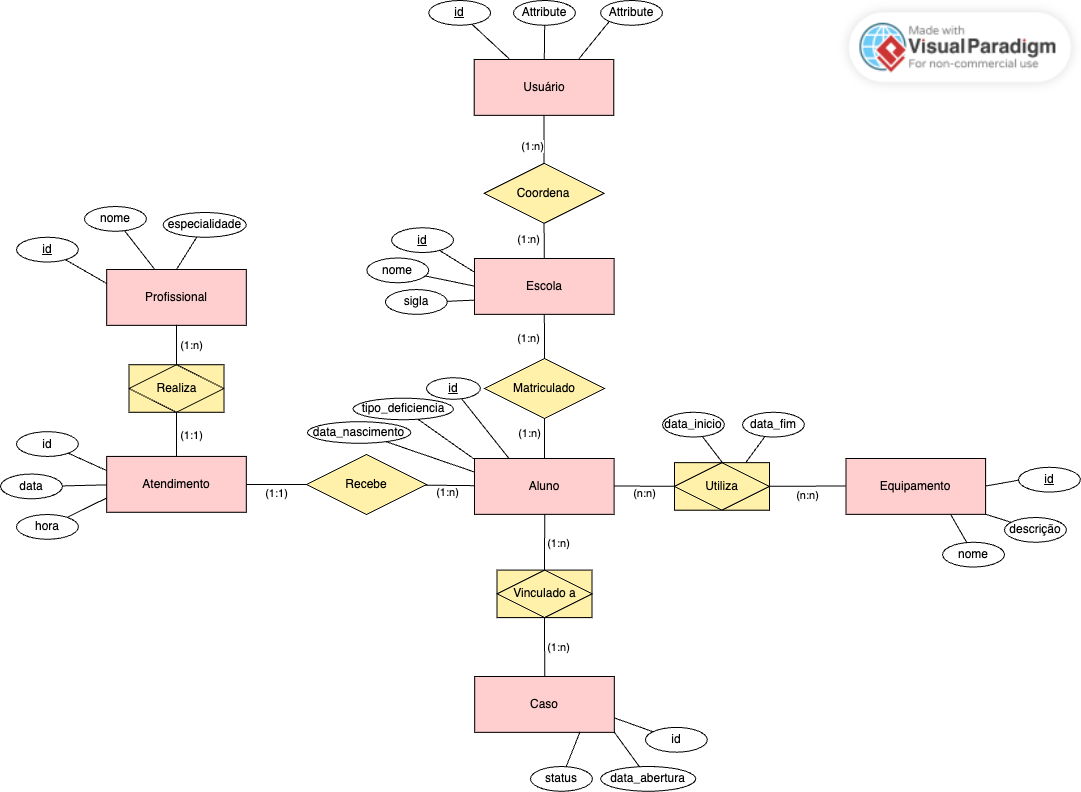 id
Attribute
Attribute
Made with
VisualParadigm
For non-commercial use
Usuário
(1:n)
Coordena
nome
especialidade
id
(1:n)
id
nome
sigla
Escola
Profissional
(1:n)
(1:n)
Realiza
id
Matriculado
tipo_deficiencia
data_nascimento
(1:n)
data_inicio
data_fim
(1:1)
id
data
hora
Atendimento
(1:1)
Recebe
(1:n)
Aluno
(n:n)
Utiliza
(n:n)
Equipamento
id
descrição
nome
(1:n)
Vinculado a
(1:n)
Caso
id
status
data_abertura